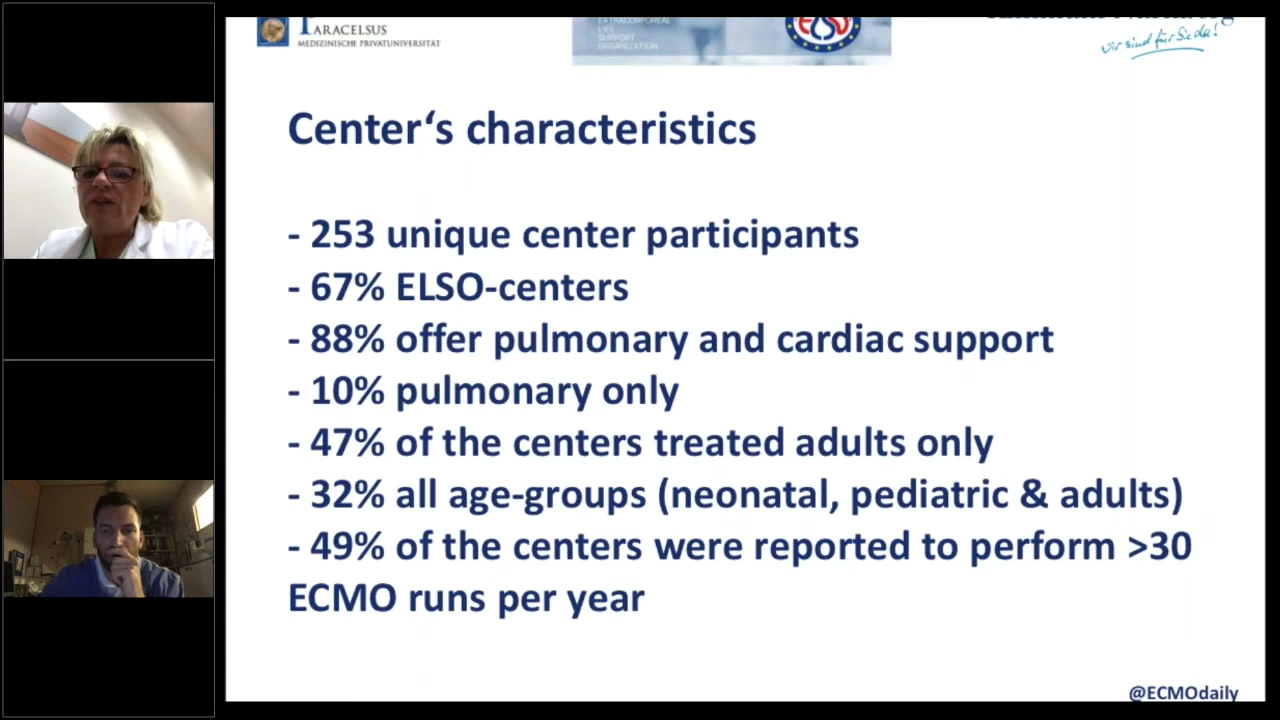 PARACELSUS
MEDIZINISCHE PRIVATUNIVERSITÄT
EXTRACORPOREAL
LIFE
SUPPORT
ORGANIZATION
ELSO
wir sind für Sie da!
Center‘s characteristics
- 253 unique center participants
- 67% ELSO-centers
- 88% offer pulmonary and cardiac support
- 10% pulmonary only
- 47% of the centers treated adults only
- 32% all age-groups (neonatal, pediatric & adults)
- 49% of the centers were reported to perform >30
ECMO runs per year
@ECMOdaily